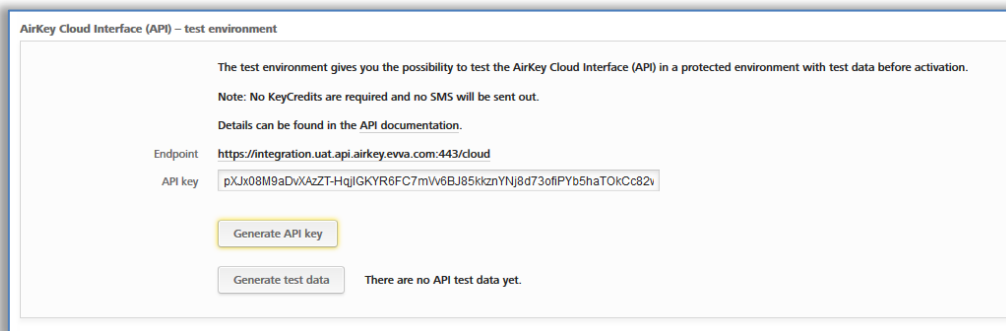 AirKey Cloud Interface (API) – test environment
The test environment gives you the possibility to test the AirKey Cloud Interface (API) in a protected environment with test data before activation.
Note: No KeyCredits are required and no SMS will be sent out.
Details can be found in the API documentation.
Endpoint https://integration.uat.api.airkey.evva.com:443/cloud
API key
Generate API key
Generate test data There are no API test data yet.